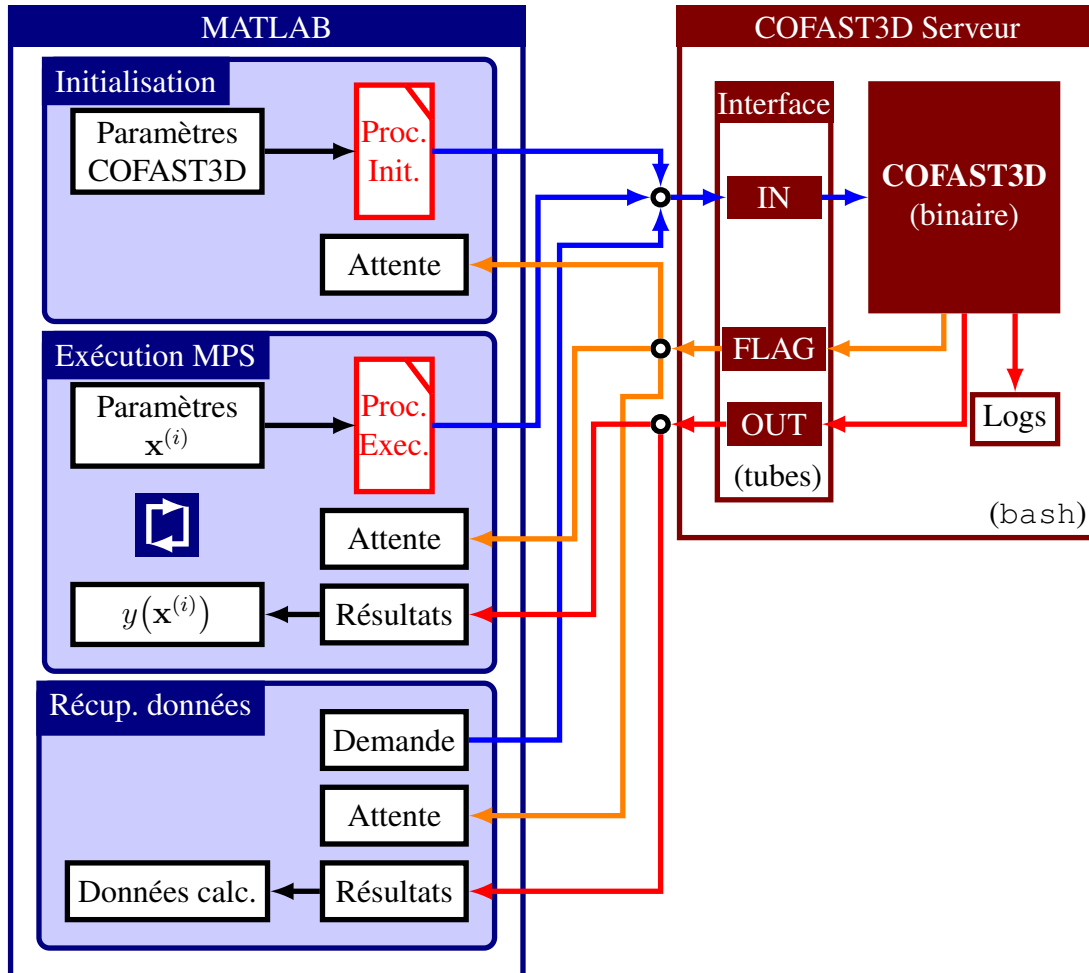 MATLAB
Initialisation
Paramètres
COFAST3D
Proc.
Init.
Attente
Exécution MPS
Paramètres
x^(i)
Proc.
Exec.
Attente
y(x^(i))
Résultats
Récup. données
Demande
Attente
Données calc.
Résultats
COFAST3D Serveur
Interface
IN
COFAST3D
(binaire)
FLAG
OUT
(tubes)
Logs
(bash)